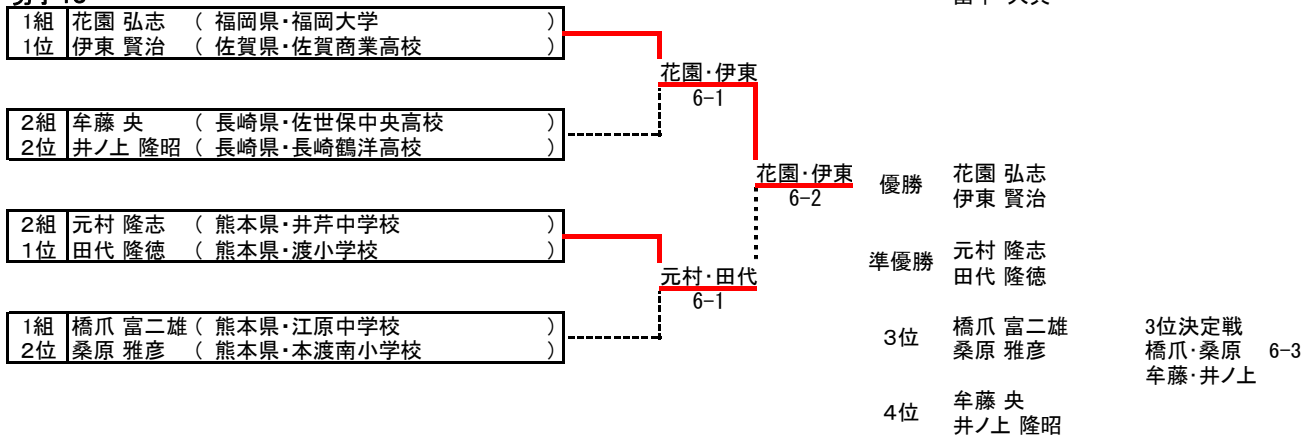 1組 花園 弘志 ( 福岡県・福岡大学 )
1位 伊東 賢治 ( 佐賀県・佐賀商業高校 )
花園・伊東
6-1
2組 牟藤 央 ( 長崎県・佐世保中央高校 )
2位 井ノ上 隆昭 ( 長崎県・長崎鶴洋高校 )
花園・伊東
6-2
優勝 花園 弘志
伊東 賢治
2組 元村 隆志 ( 熊本県・井芹中学校 )
1位 田代 隆徳 ( 熊本県・渡小学校 )
準優勝 元村 隆志
田代 隆徳
元村・田代
6-1
1組 橋爪 富二雄 ( 熊本県・江原中学校 )
2位 桑原 雅彦 ( 熊本県・本渡南小学校 )
3位 橋爪 富二雄
桑原 雅彦
3位決定戦
橋爪・桑原 6-3
牟藤・井ノ上
4位 牟藤 央
井ノ上 隆昭